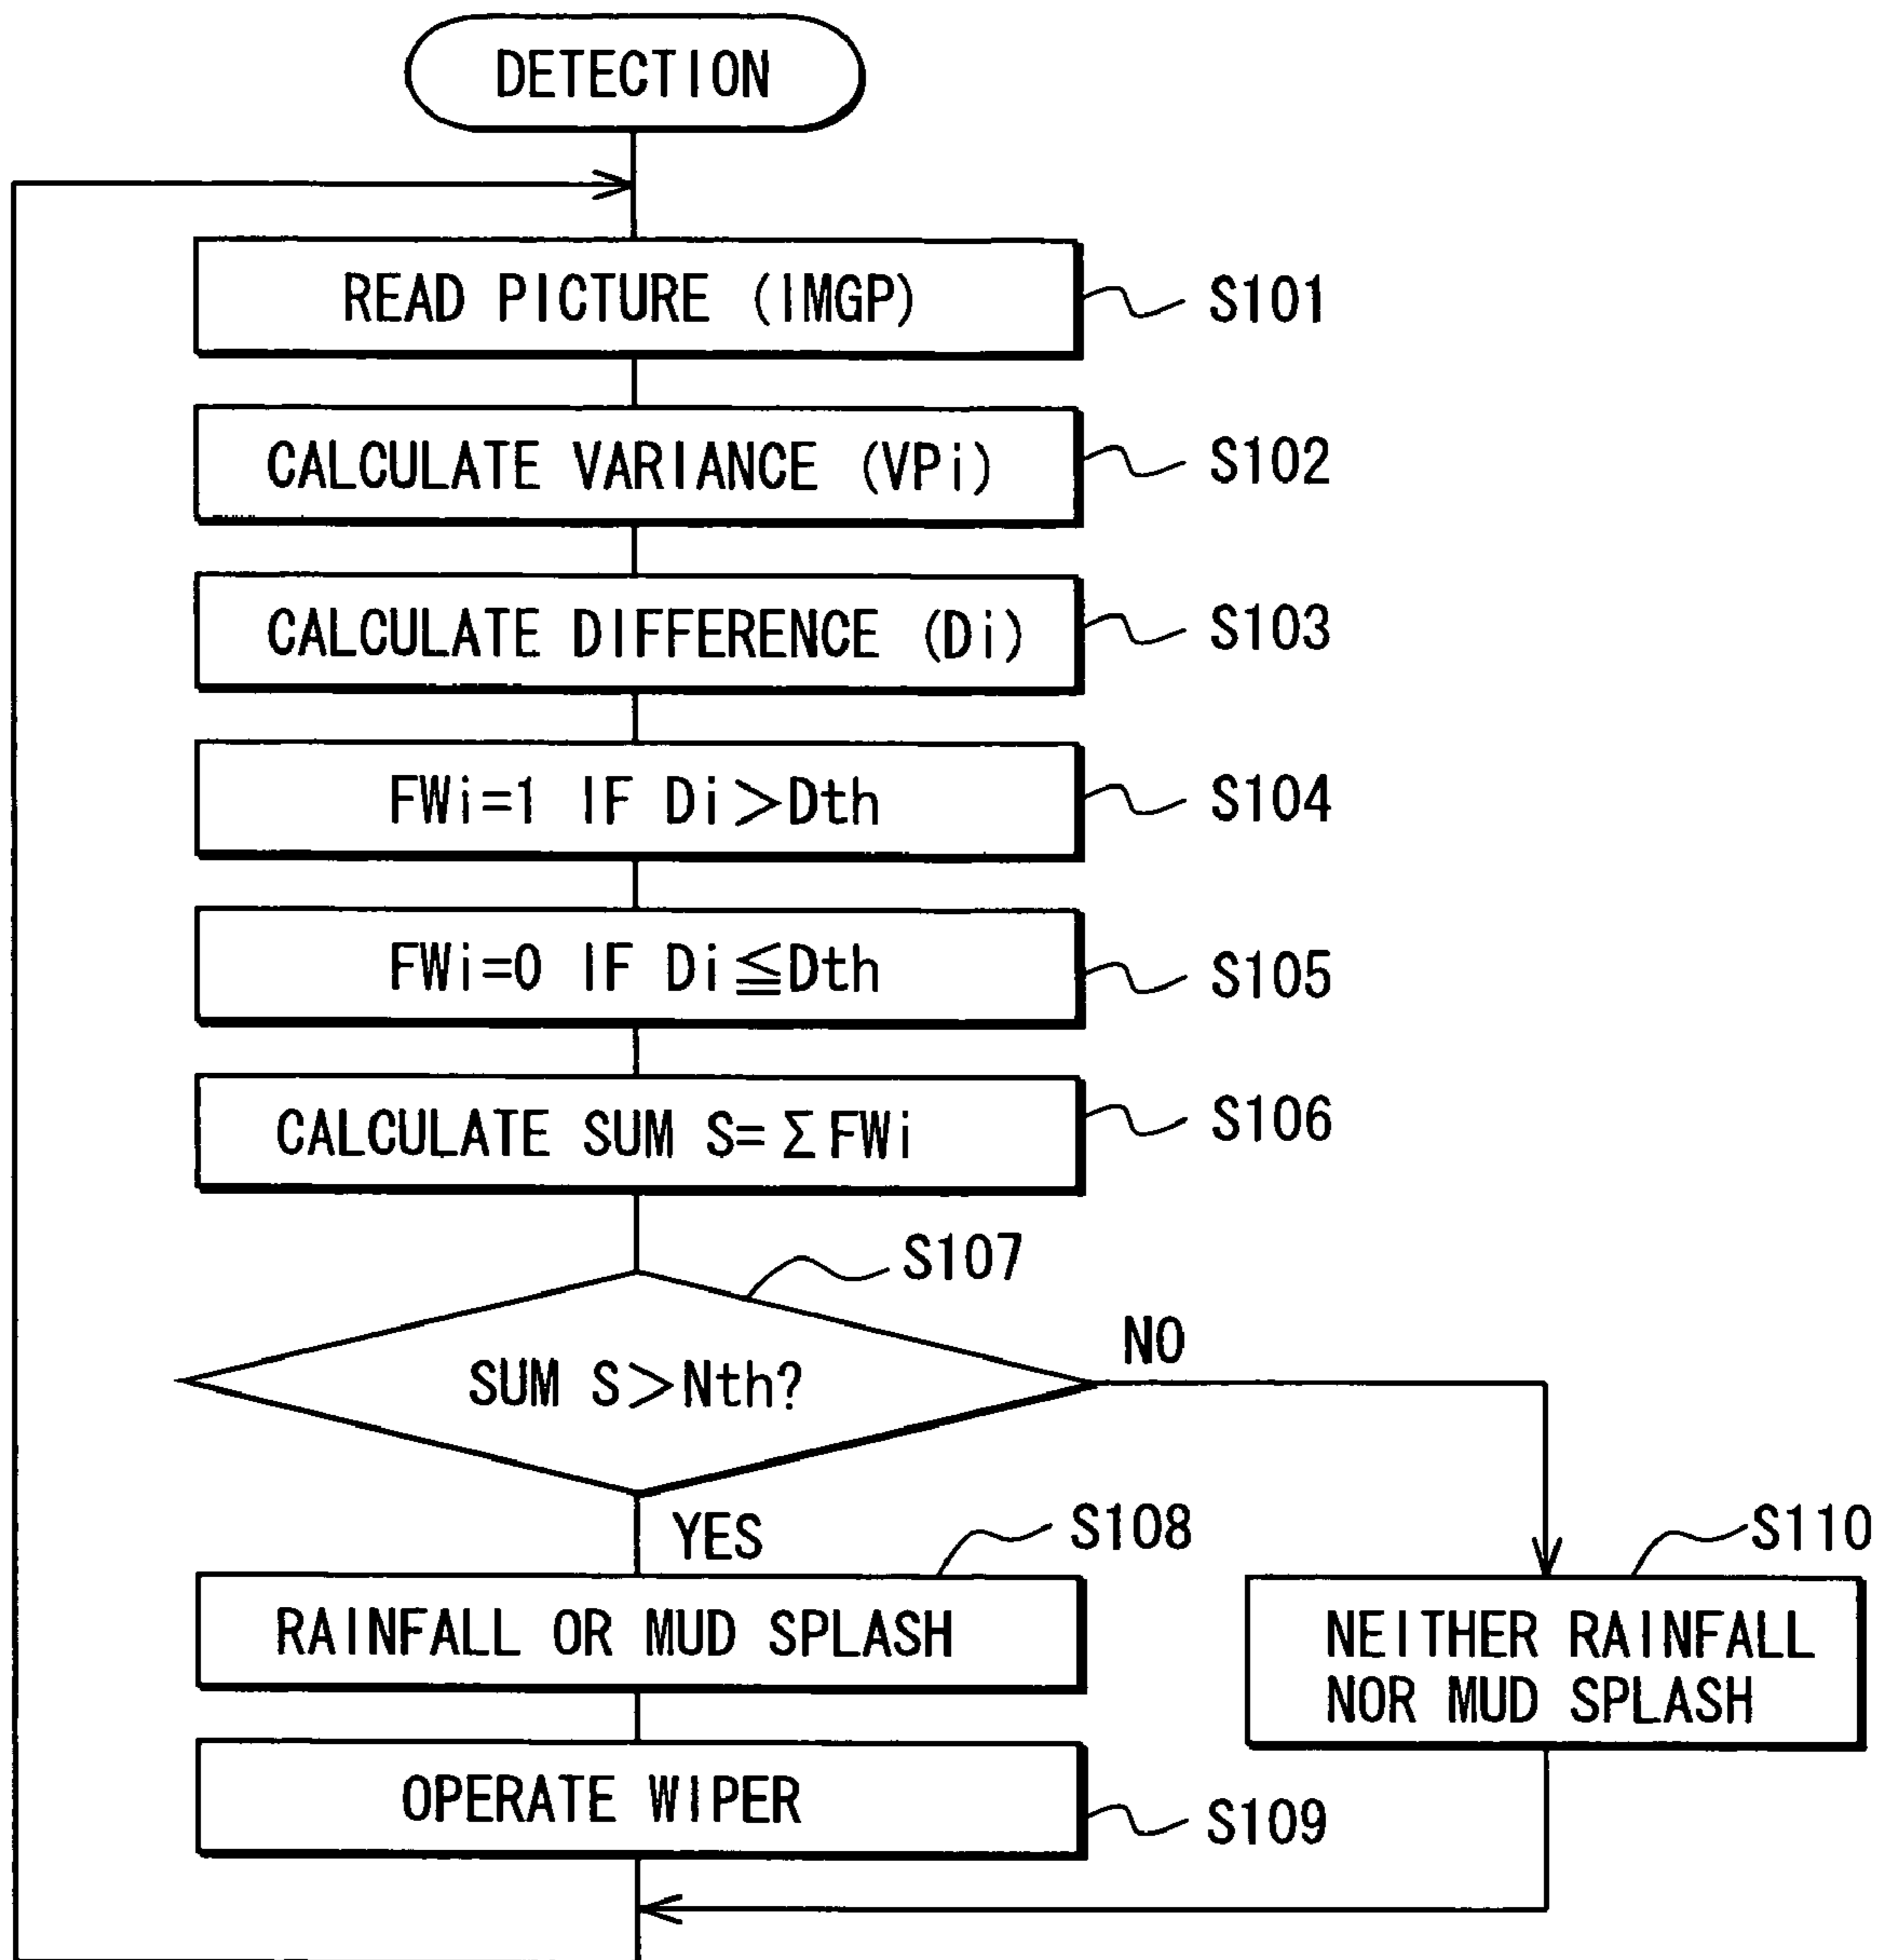 DETECTION
READ PICTURE (IMGP)
S101
CALCULATE VARIANCE (VPi)
S102
CALCULATE DIFFERENCE (Di)
S103
FWi=1 IF Di>Dth
S104
FWi=0 IF Di≦Dth
S105
CALCULATE SUM S=ΣFWi
S106
S107
SUM S>Nth?
NO
YES
S108
S110
RAINFALL OR MUD SPLASH
NEITHER RAINFALL
NOR MUD SPLASH
OPERATE WIPER
S109